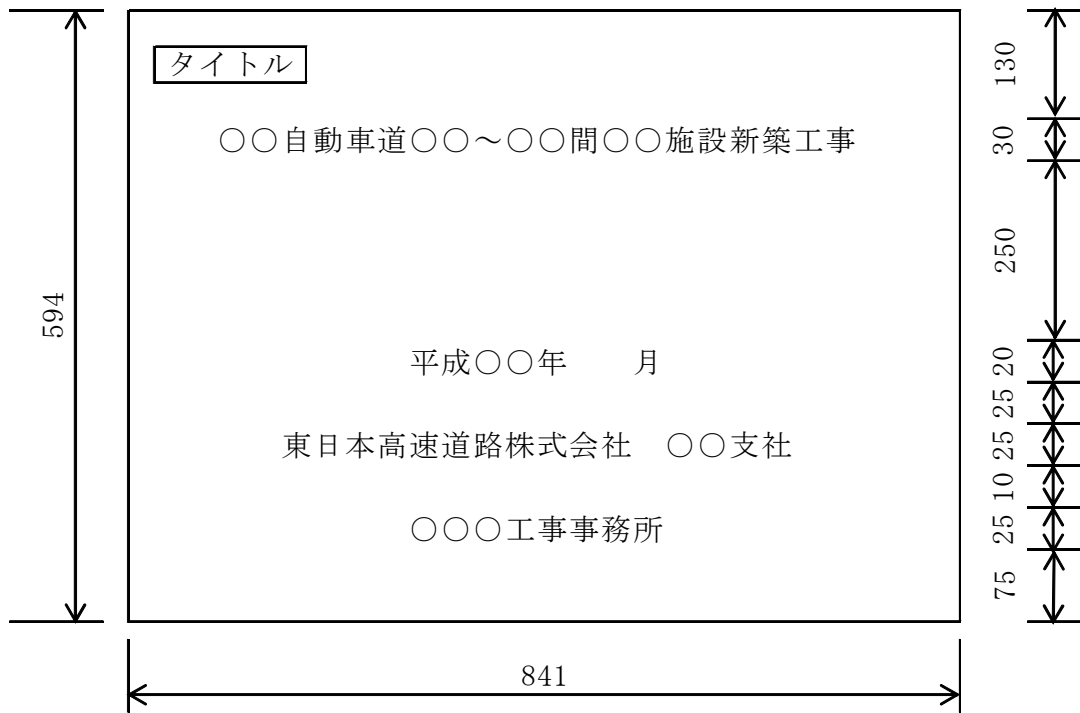 タイトル
○○自動車道○○～○○間○○施設新築工事
平成○○年　　月
東日本高速道路株式会社　○○支社
○○○工事事務所
594
841
130
30
250
20
25
25
10
25
75